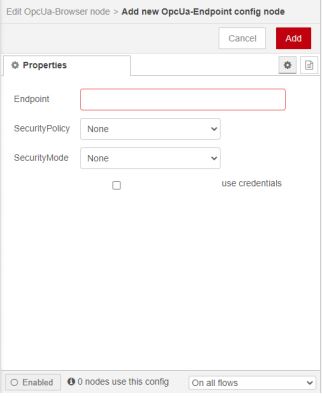 Edit OpcUa-Browser node > Add new OpcUa-Endpoint config node
Cancel Add
Properties
Endpoint
SecurityPolicy None
SecurityMode None
use credentials
Enabled 0 nodes use this config On all flows